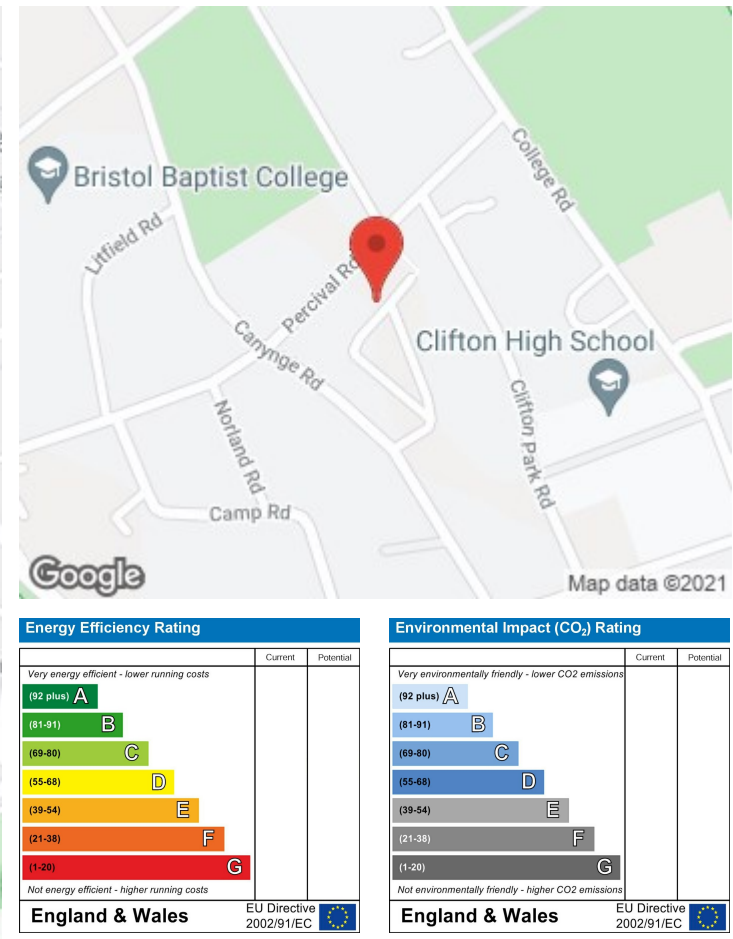 Bristol Baptist College
College Rd
Litfield Rd
Percival Rd
Canynge Rd
Clifton High School
Norland Rd
Clifton Park Rd
Camp Rd
Google
Map data ©2021
Energy Efficiency Rating
Current Potential
Very energy efficient - lower running costs
(92 plus) A
(81-91) B
(69-80) C
(55-68) D
(39-54) E
(21-38) F
(1-20) G
Not energy efficient - higher running costs
England & Wales
EU Directive
2002/91/EC
Environmental Impact (CO₂) Rating
Current Potential
Very environmentally friendly - lower CO2 emissions
(92 plus) A
(81-91) B
(69-80) C
(55-68) D
(39-54) E
(21-38) F
(1-20) G
Not environmentally friendly - higher CO2 emissions
England & Wales
EU Directive
2002/91/EC